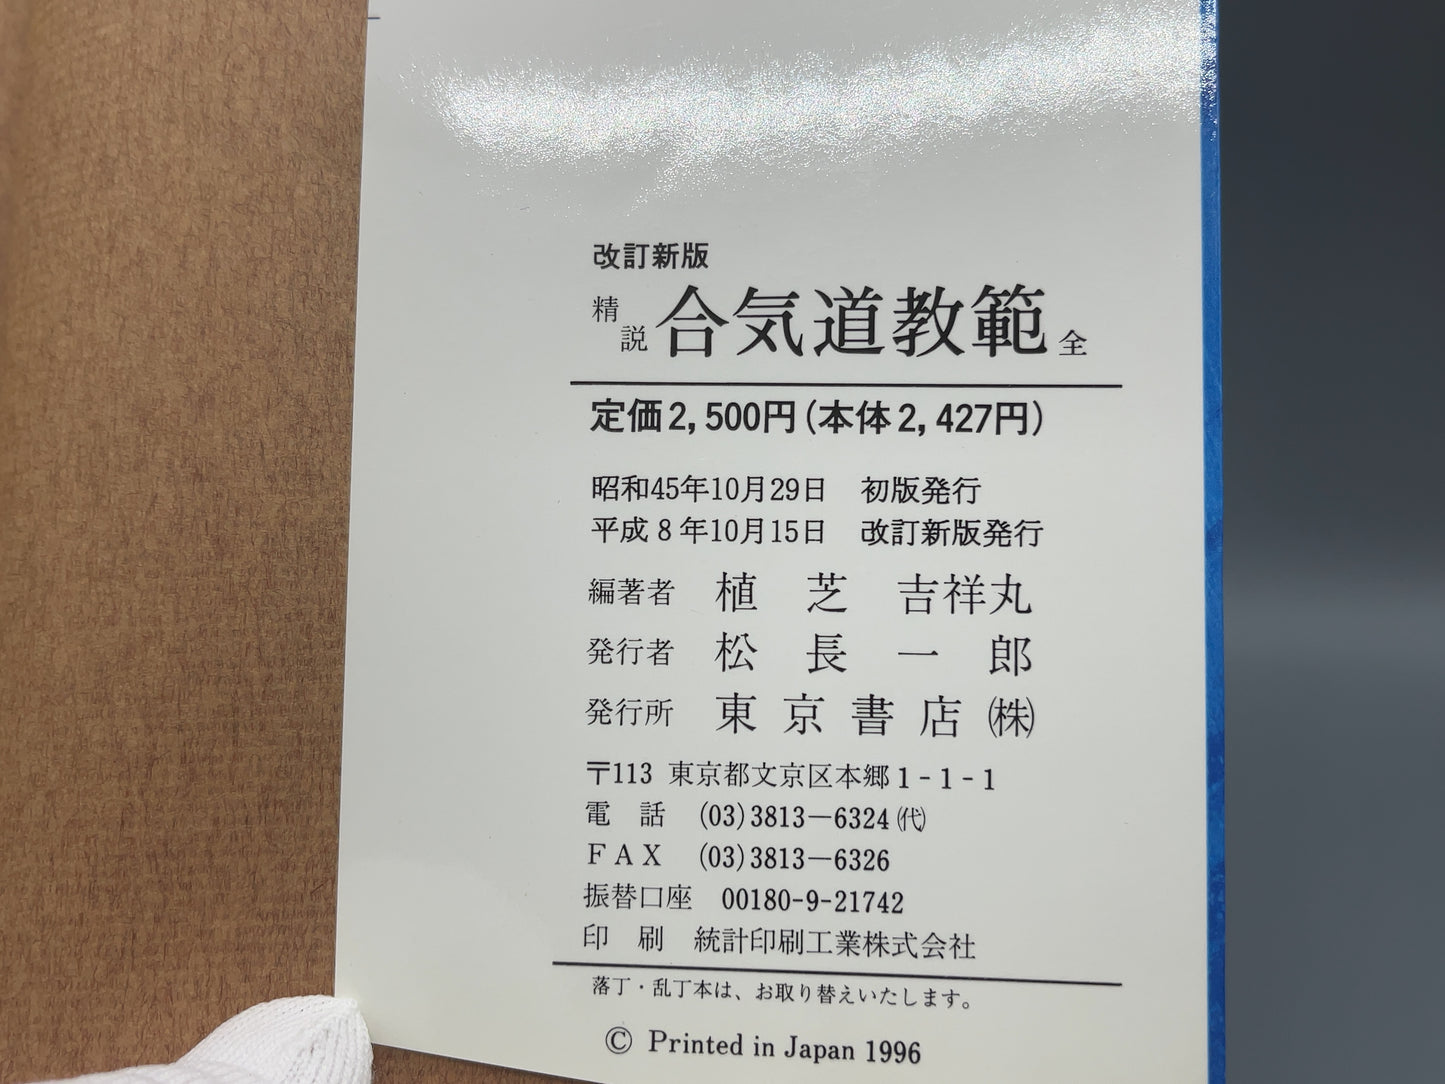 改訂新版
精説 合気道教範 全
定価2,500円(本体2,427円)
昭和45年10月29日 初版発行
平成8年10月15日 改訂新版発行
編著者 植芝 吉祥丸
発行者 松長一郎
発行所 東京書店㈱
〒113 東京都文京区本郷1-1-1
電話 (03)3813-6324㈹
FAX (03)3813-6326
振替口座 00180-9-21742
印刷 統計印刷工業株式会社
落丁・乱丁本は、お取り替えいたします。
© Printed in Japan 1996